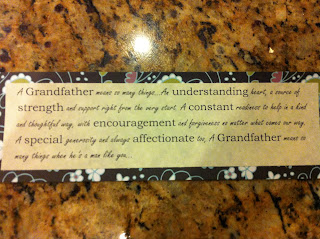 A Grandfather means so many things...An understanding heart, a source of
strength and support right from the very start. A constant readiness to help in a kind
and thoughtful way, with encouragement and forgiveness no matter what comes our way.
A special generosity and always affectionate too, A Grandfather means so
many things when he's a man like you...